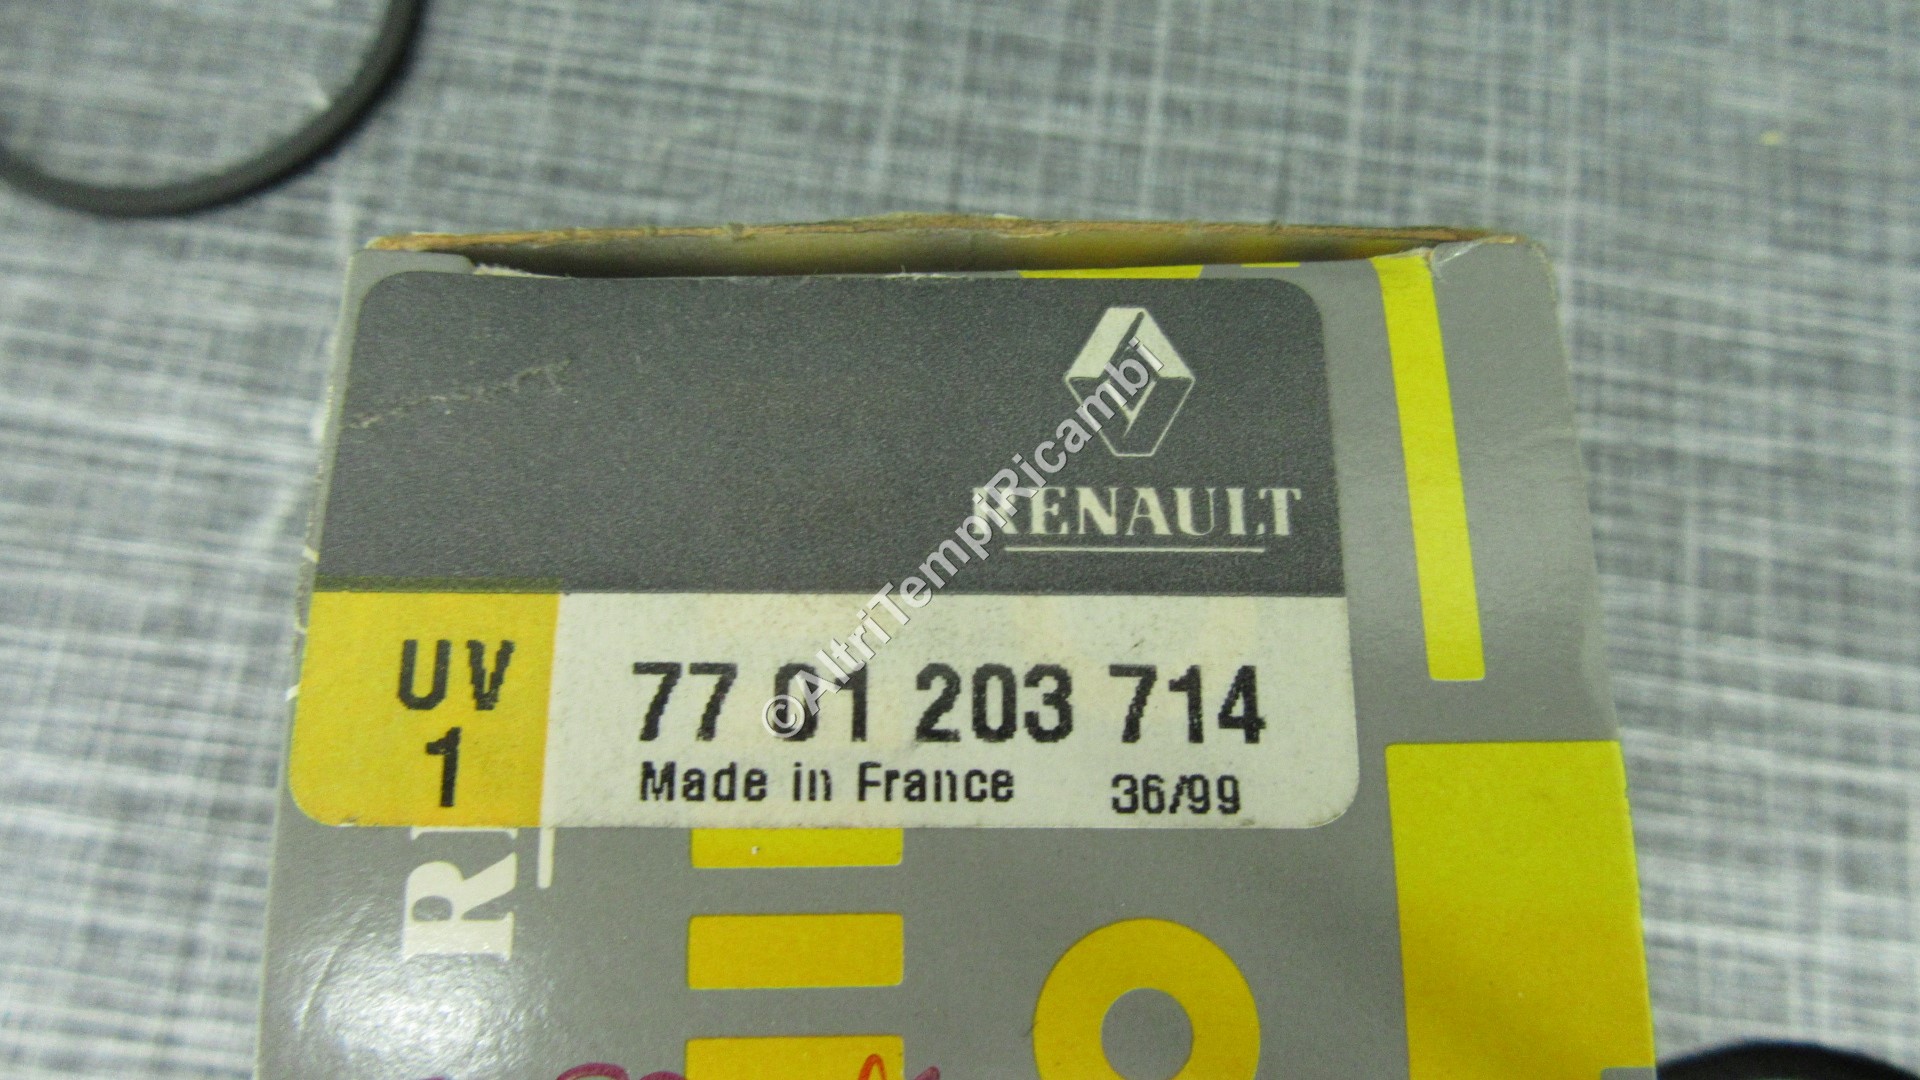 RENAULT
UV
1
77 01 203 714
Made in France 36/99
©AltriTempiRicambi